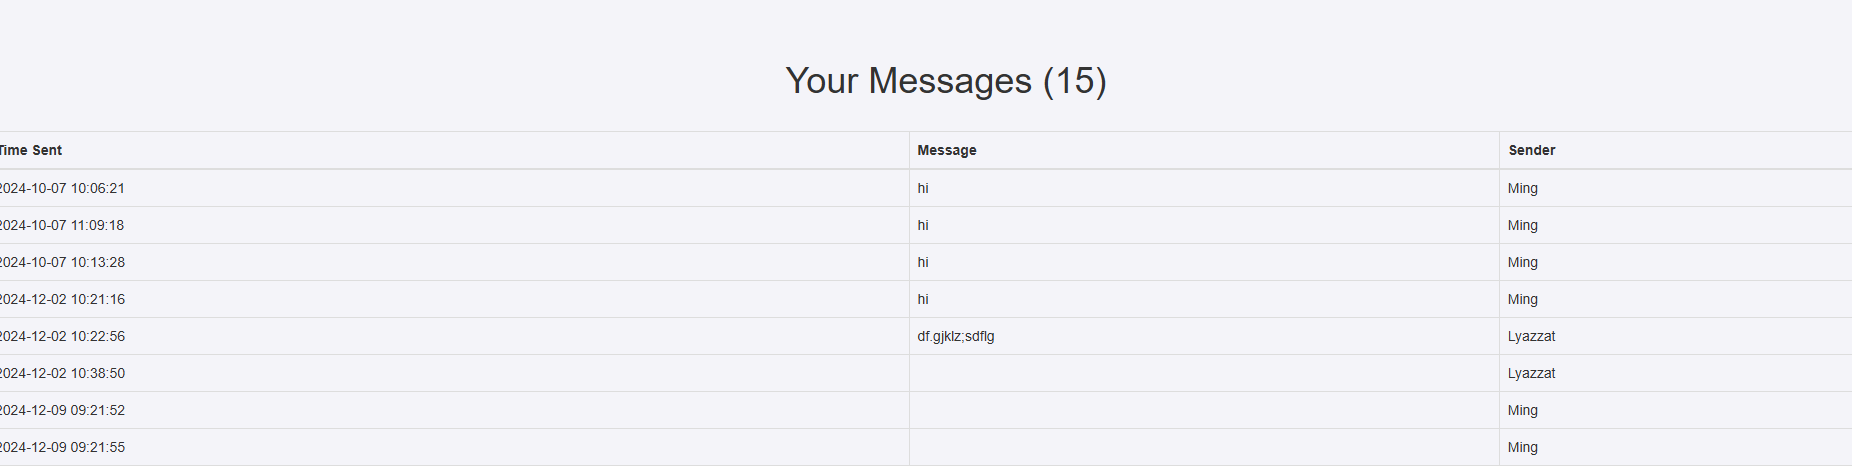 Your Messages (15)
Time Sent Message Sender
2024-10-07 10:06:21 hi Ming
2024-10-07 11:09:18 hi Ming
2024-10-07 10:13:28 hi Ming
2024-12-02 10:21:16 hi Ming
2024-12-02 10:22:56 df.gjklz;sdflg Lyazzat
2024-12-02 10:38:50 Lyazzat
2024-12-09 09:21:52 Ming
2024-12-09 09:21:55 Ming